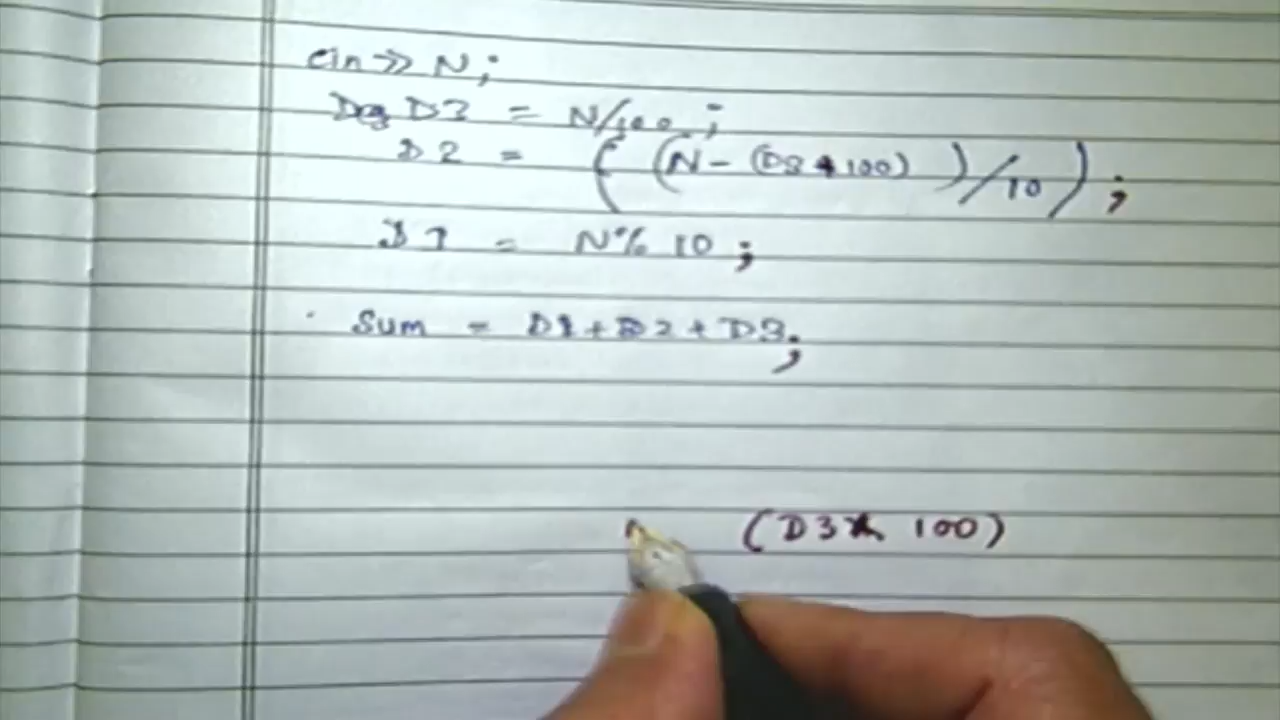 cin >> N;
D3 = N/100;
D2 = ((N - (D3 * 100))/10);
D1 = N% 10;
Sum = D1+D2+D3;
(D3 * 100)